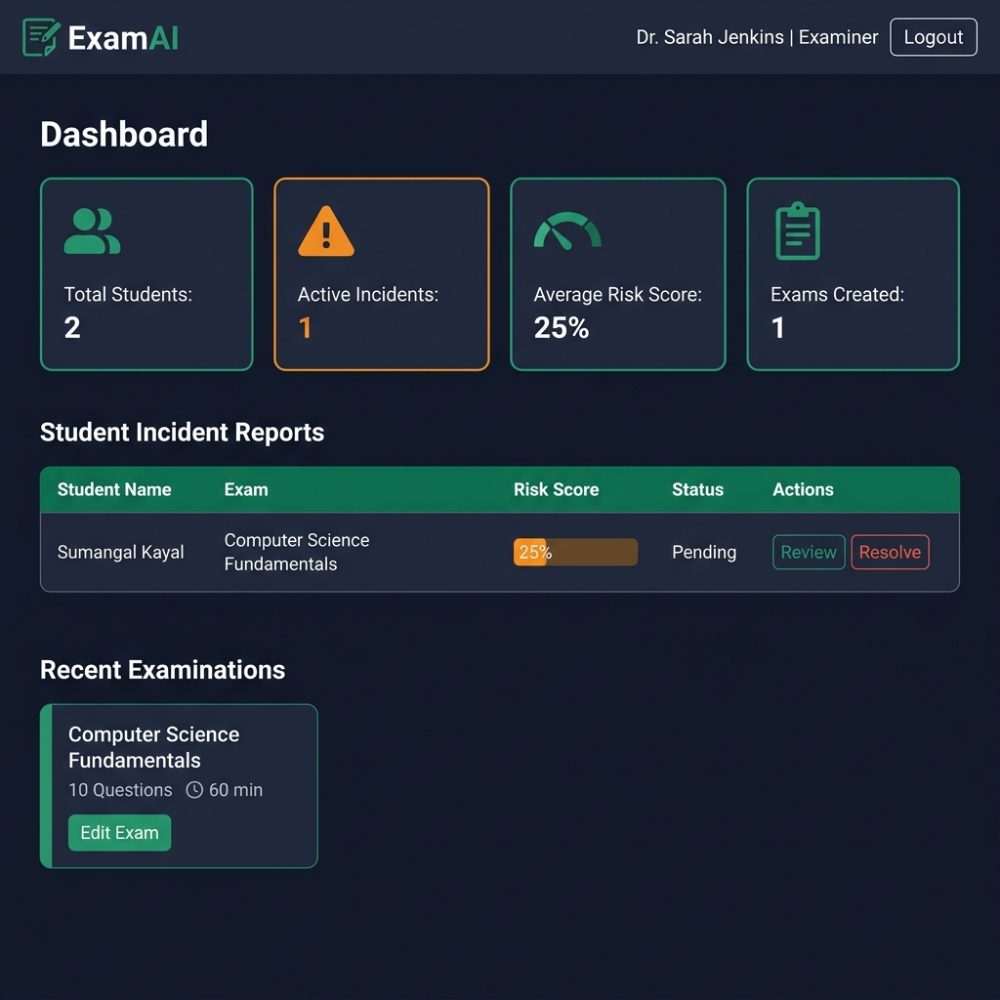 ExamAI
Dr. Sarah Jenkins | Examiner
Logout
Dashboard
Total Students:
2
Active Incidents:
1
Average Risk Score:
25%
Exams Created:
1
Student Incident Reports
Student Name Exam Risk Score Status Actions
Sumangal Kayal
Computer Science
Fundamentals
25%
Pending
Review
Resolve
Recent Examinations
Computer Science
Fundamentals
10 Questions 60 min
Edit Exam